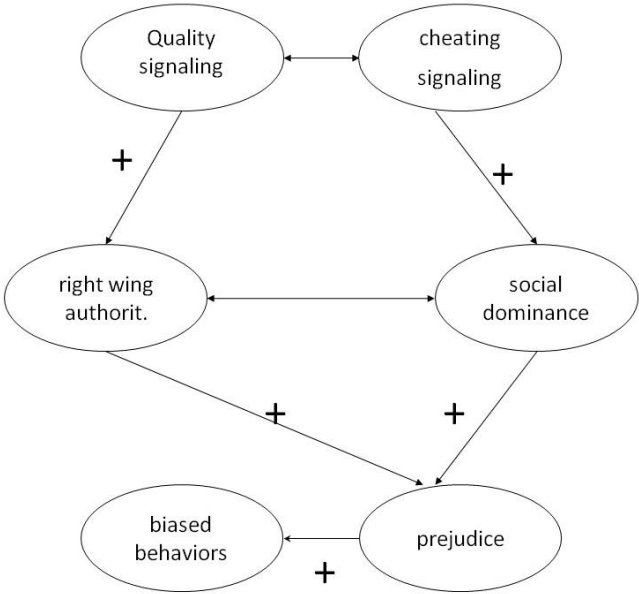 Quality
signaling
cheating
signaling
+
+
right wing
authorit.
social
dominance
+
+
biased
behaviors
prejudice
+